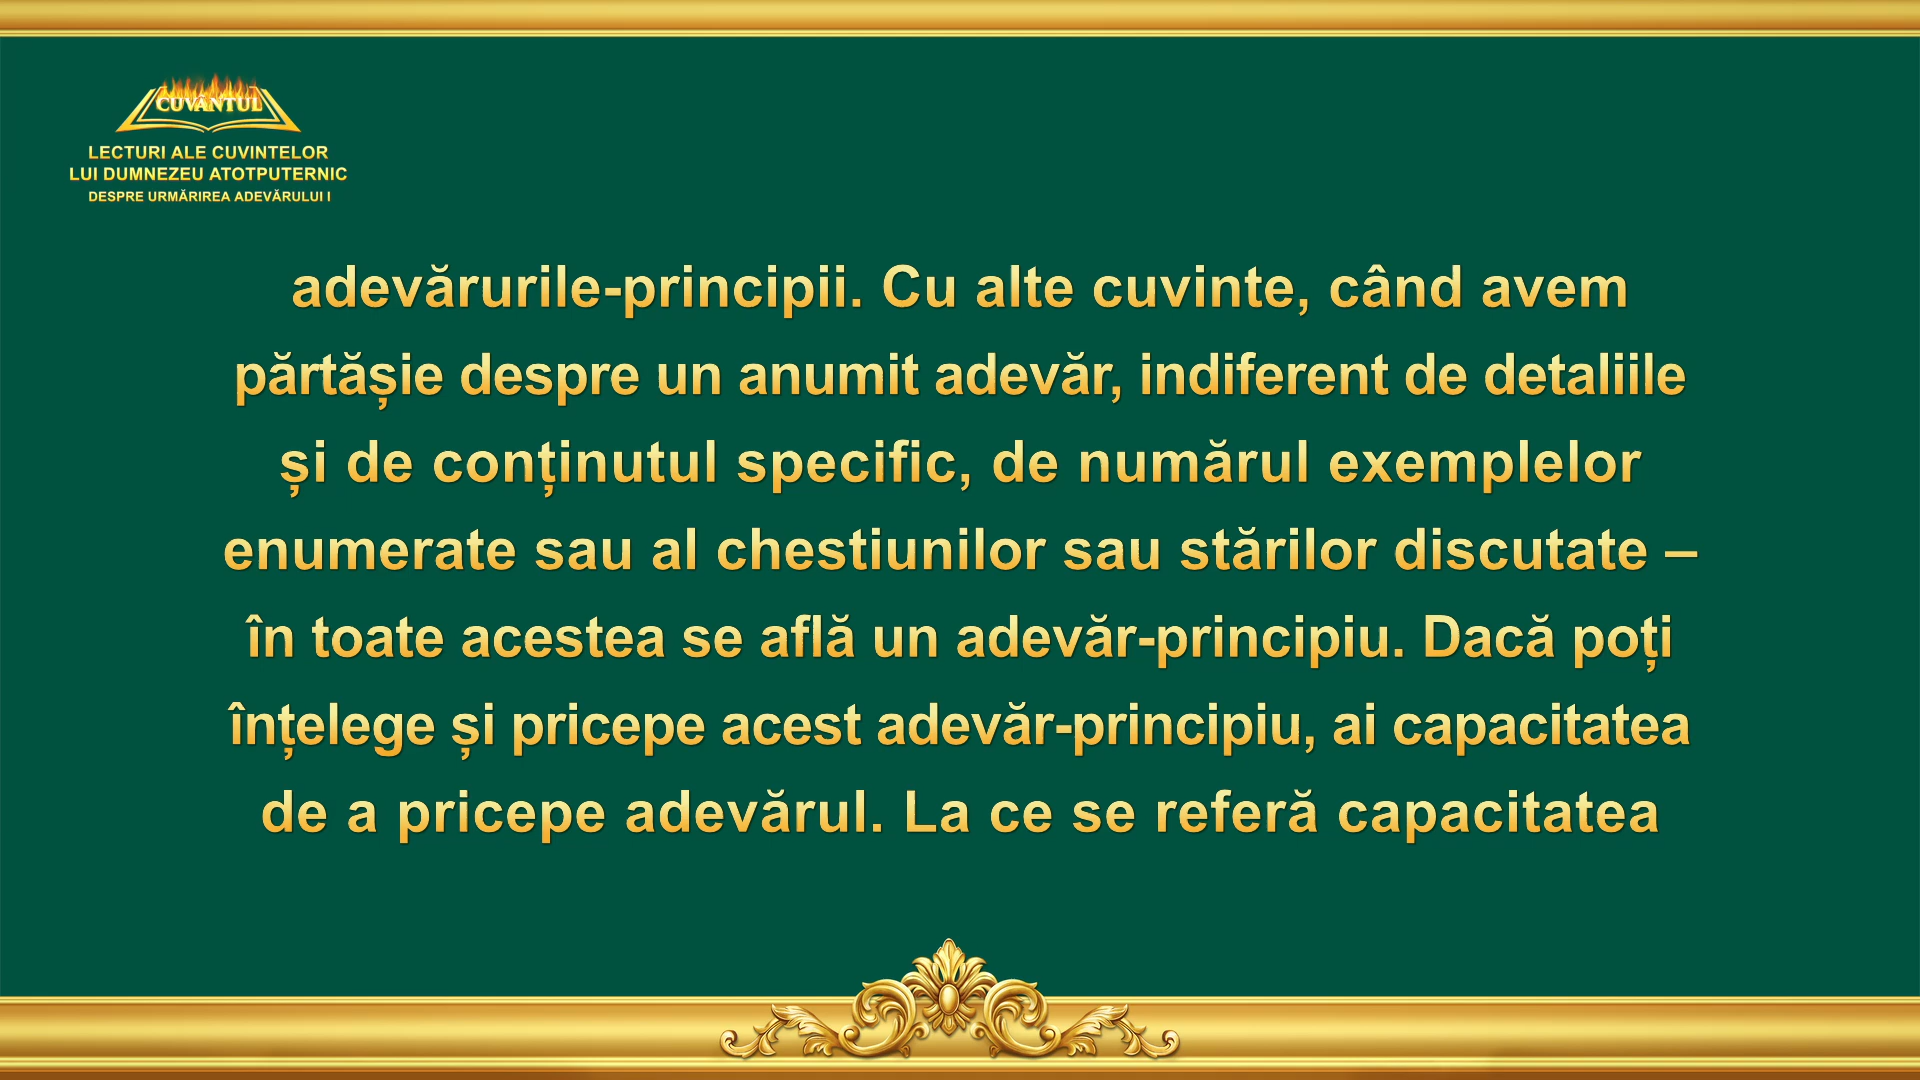 CUVÂNTUL
LECTURI ALE CUVINTELOR
LUI DUMNEZEU ATOTPUTERNIC
DESPRE URMĂRIREA ADEVĂRULUI I
adevărurile-principii. Cu alte cuvinte, când avem
părtășie despre un anumit adevăr, indiferent de detaliile
și de conținutul specific, de numărul exemplelor
enumerate sau al chestiunilor sau stărilor discutate –
în toate acestea se află un adevăr-principiu. Dacă poți
înțelege și pricepe acest adevăr-principiu, ai capacitatea
de a pricepe adevărul. La ce se referă capacitatea